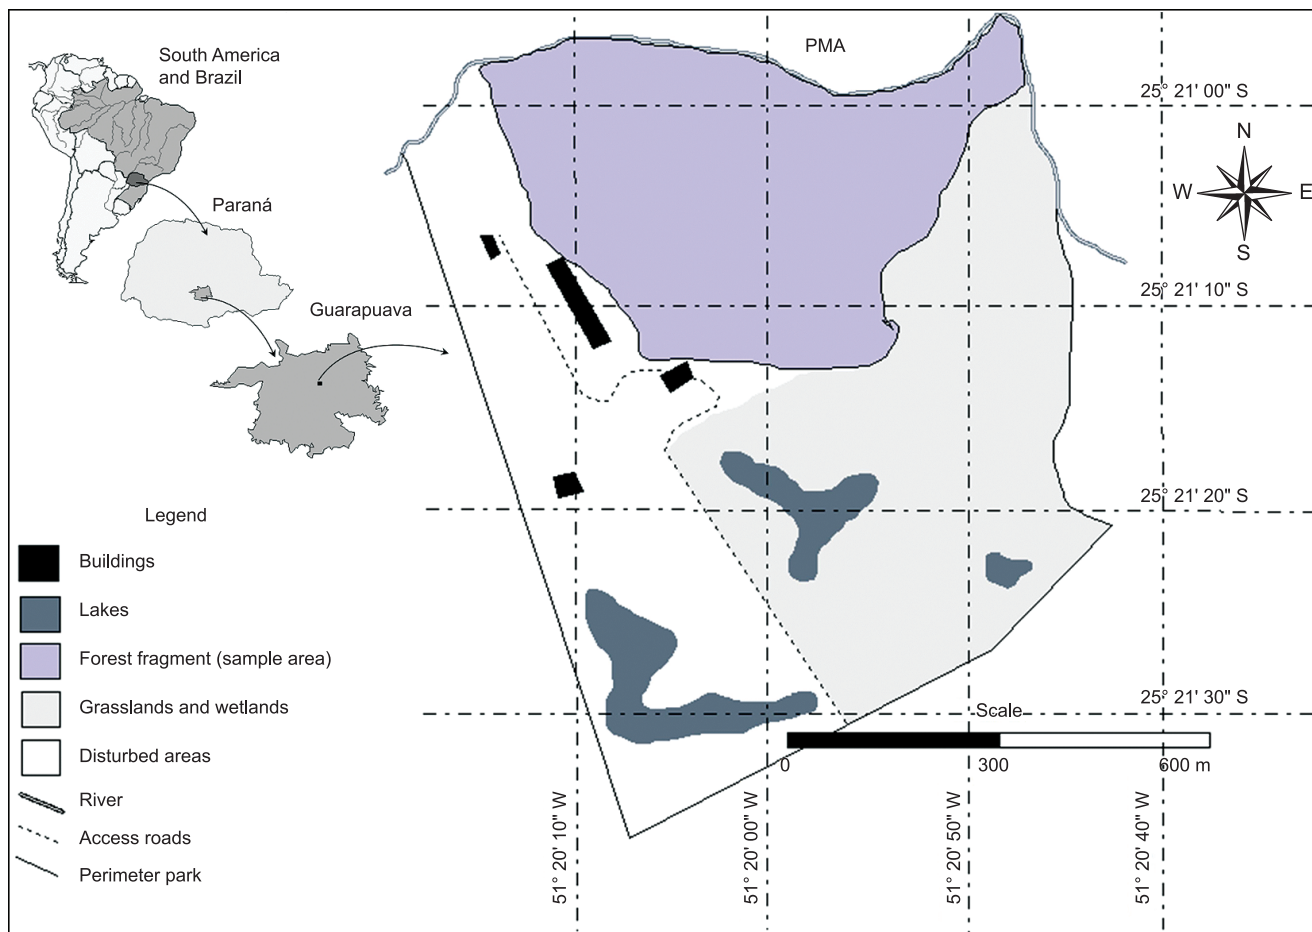 South America
and Brazil
PMA
25° 21' 00" S
N
W
E
S
Paraná
25° 21' 10" S
Guarapuava
25° 21' 20" S
Legend
Buildings
Lakes
Forest fragment (sample area)
Grasslands and wetlands
25° 21' 30" S
Scale
Disturbed areas
0
300
600 m
River
Access roads
Perimeter park
51° 20' 10" W
51° 20' 00" W
51° 20' 50" W
51° 20' 40" W